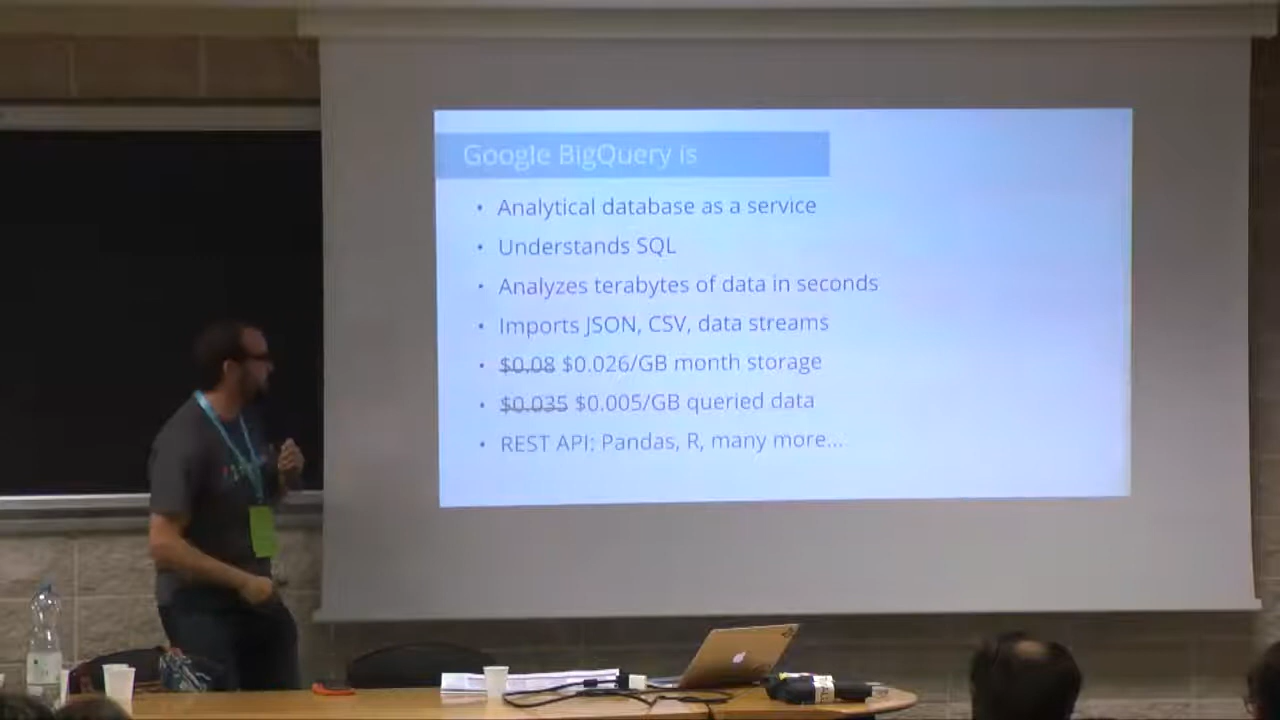 Google BigQuery is
• Analytical database as a service
• Understands SQL
• Analyzes terabytes of data in seconds
• Imports JSON, CSV, data streams
• $0.08 $0.026/GB month storage
• $0.035 $0.005/GB queried data
• REST API: Pandas, R, many more...